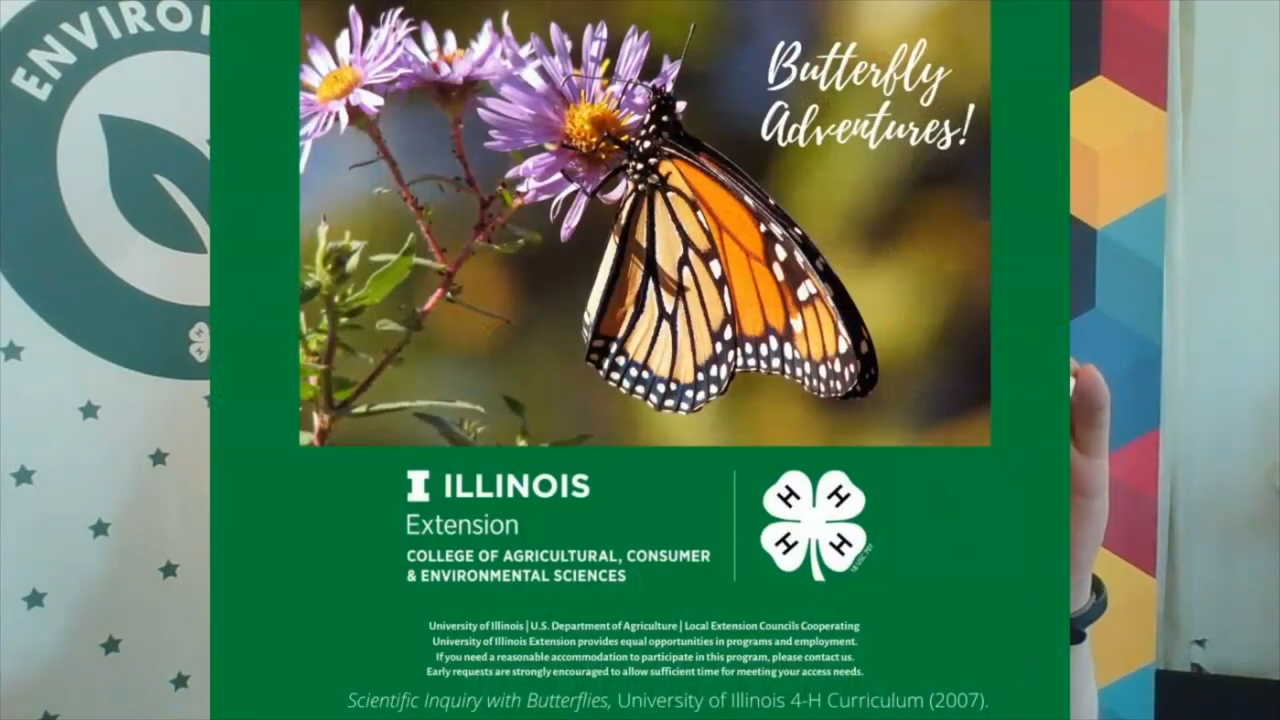 ENVIRO
Butterfly
Adventures!
I ILLINOIS
Extension
COLLEGE OF AGRICULTURAL, CONSUMER
& ENVIRONMENTAL SCIENCES
H H
H H
18 USC 707
University of Illinois | U.S. Department of Agriculture | Local Extension Councils Cooperating
University of Illinois Extension provides equal opportunities in programs and employment.
If you need a reasonable accommodation to participate in this program, please contact us.
Early requests are strongly encouraged to allow sufficient time for meeting your access needs.
Scientific Inquiry with Butterflies, University of Illinois 4-H Curriculum (2007).